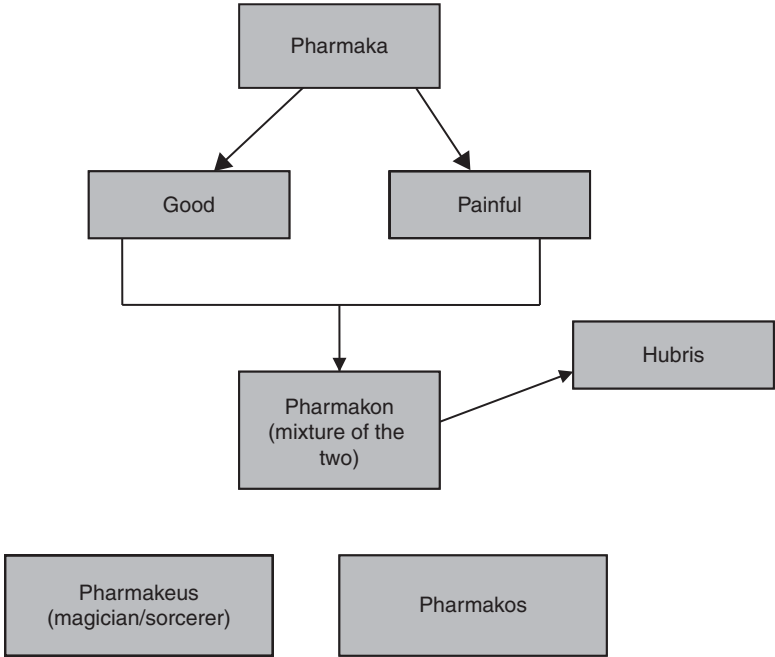 Pharmaka
Good
Painful
Hubris
Pharmakon
(mixture of the
two)
Pharmakeus
(magician/sorcerer)
Pharmakos